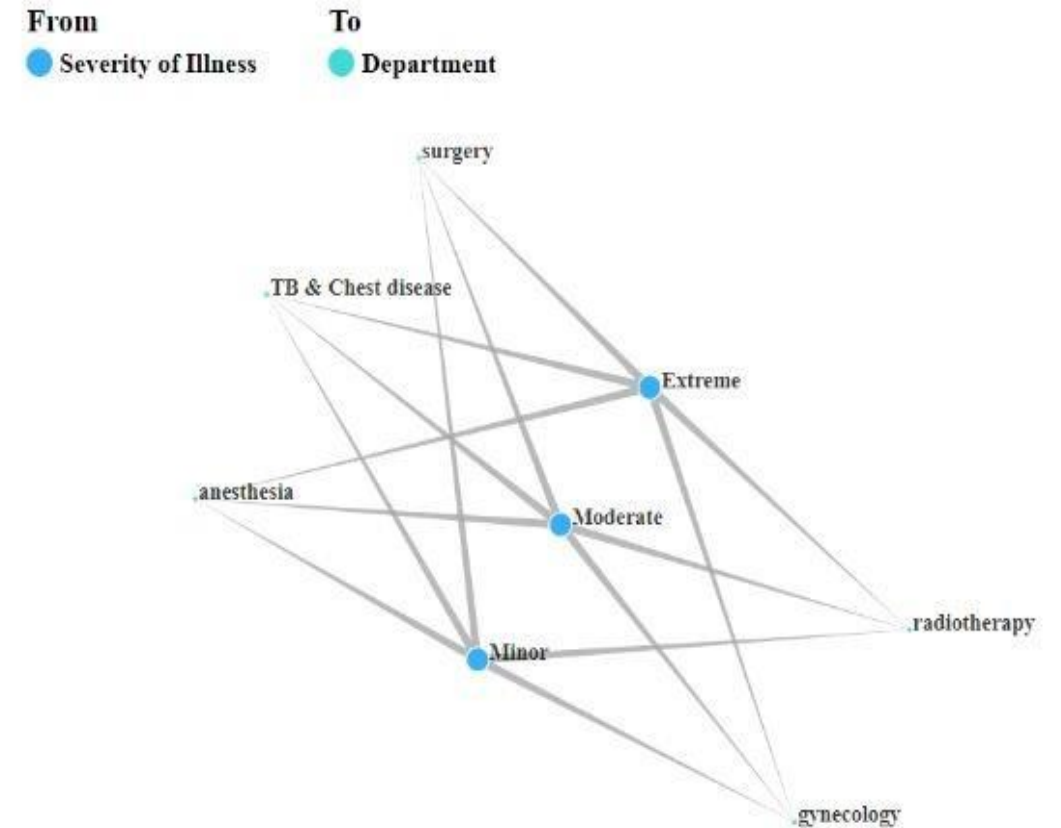 From To
Severity of Illness Department
surgery
TB & Chest disease
Extreme
anesthesia
Moderate
radiotherapy
Minor
gynecology